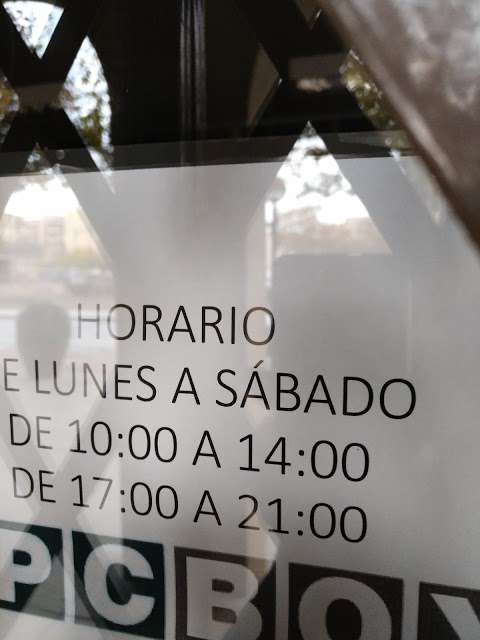 HORARIO
E LUNES A SÁBADO
DE 10:00 A 14:00
DE 17:00 A 21:00
PCBOX